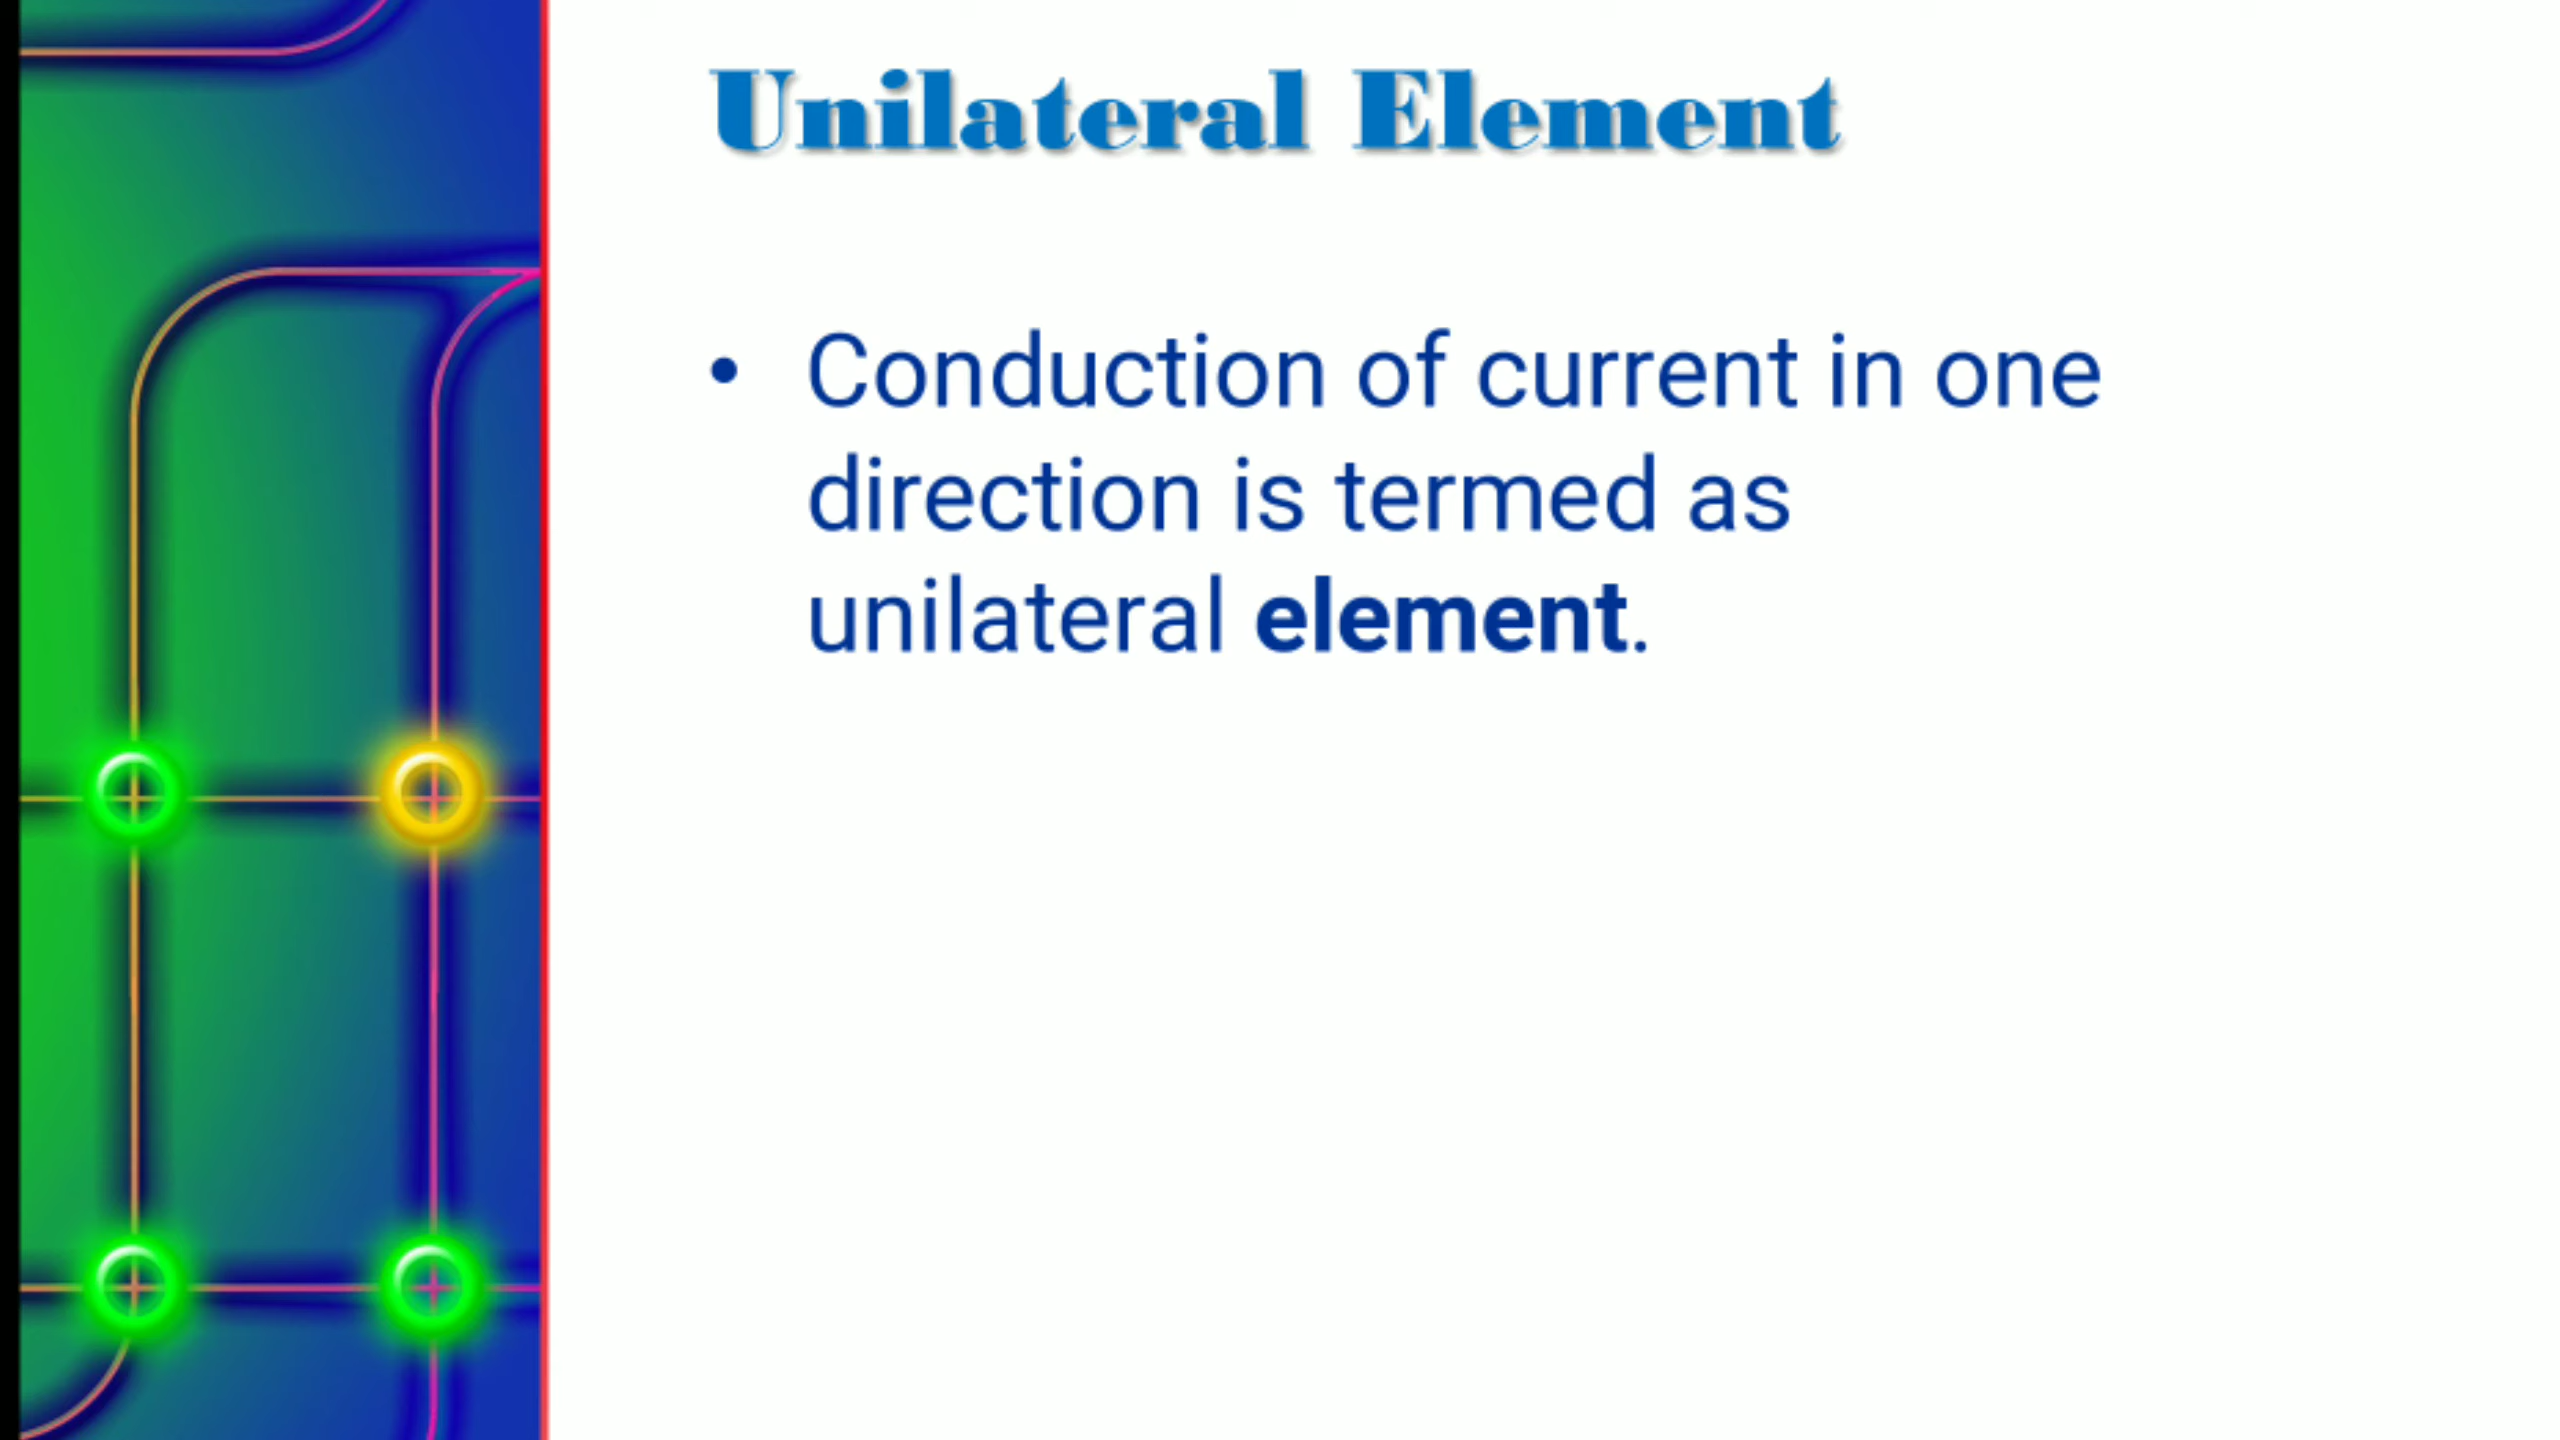 Unilateral Element
• Conduction of current in one
direction is termed as
unilateral element.